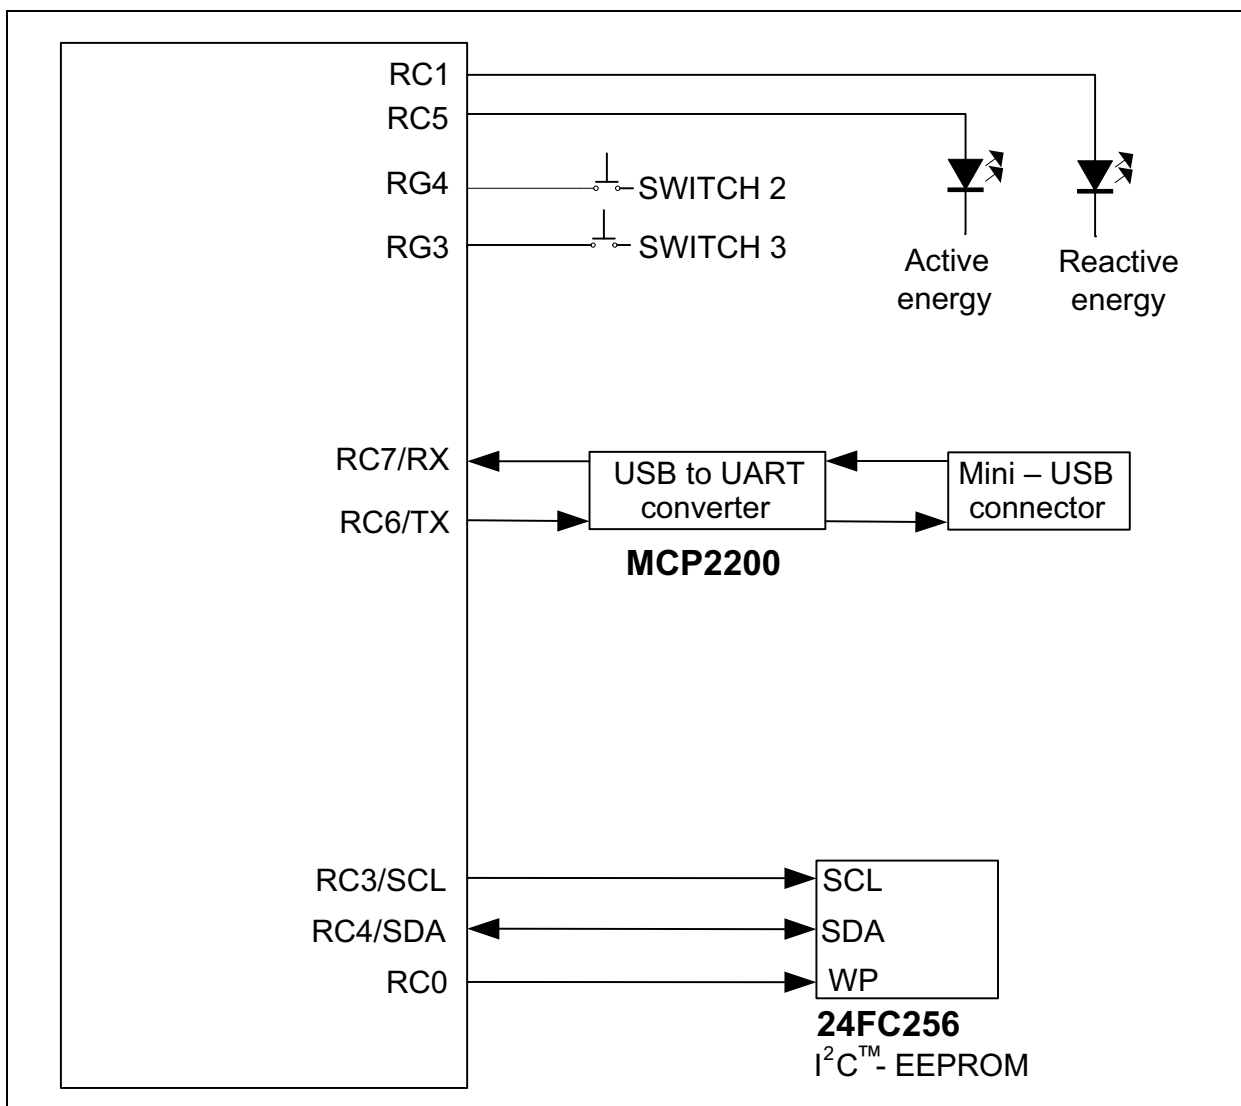 RC1
RC5
RG4
SWITCH 2
RG3
SWITCH 3
Active
energy
Reactive
energy
RC7/RX
RC6/TX
USB to UART
converter
MCP2200
Mini – USB
connector
RC3/SCL
SCL
RC4/SDA
SDA
RC0
WP
24FC256
I²C™- EEPROM